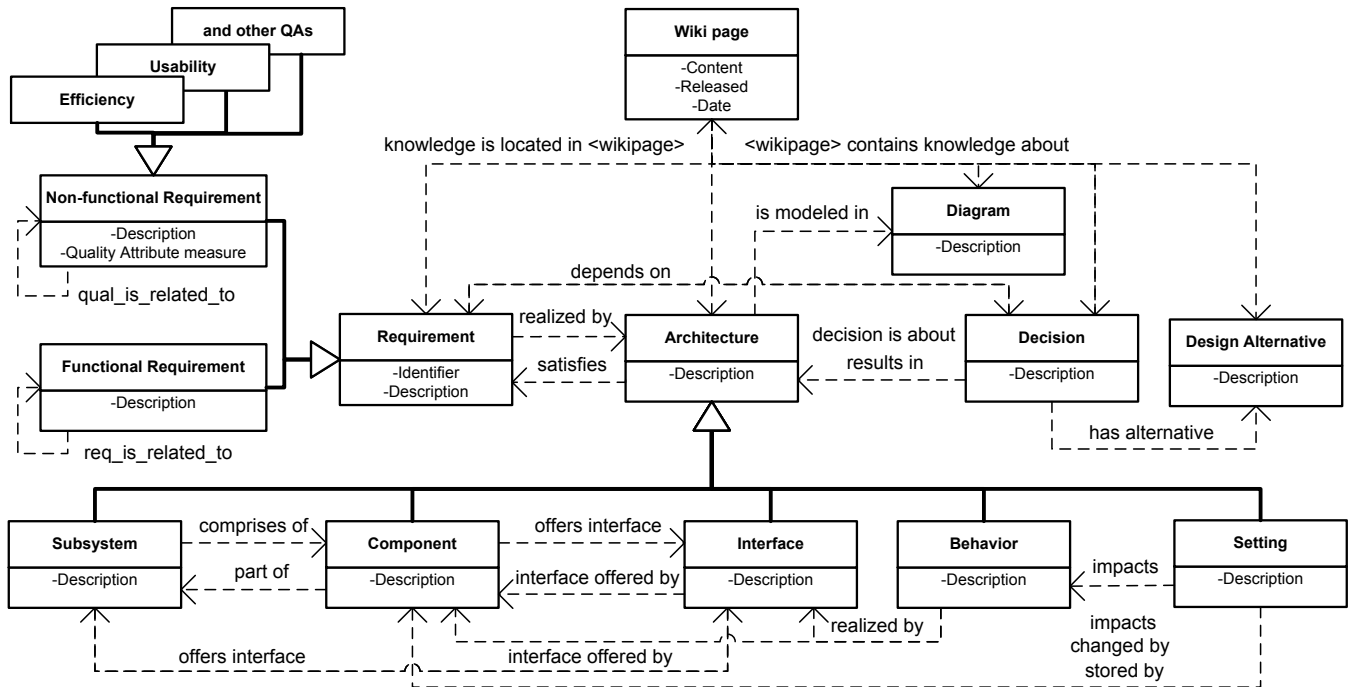 and other QAs
Usability
Efficiency
Wiki page
-Content
-Released
-Date
knowledge is located in <wikipage>
<wikipage> contains knowledge about
Non-functional Requirement
-Description
-Quality Attribute measure
qual_is_related_to
Diagram
-Description
is modeled in
depends on
Requirement
-Identifier
-Description
realized by
satisfies
Architecture
-Description
decision is about
results in
Decision
-Description
Design Alternative
-Description
has alternative
Functional Requirement
-Description
req_is_related_to
Subsystem
-Description
comprises of
part of
Component
-Description
offers interface
interface offered by
Interface
-Description
Behavior
-Description
impacts
Setting
-Description
realized by
impacts
changed by
stored by
offers interface
interface offered by